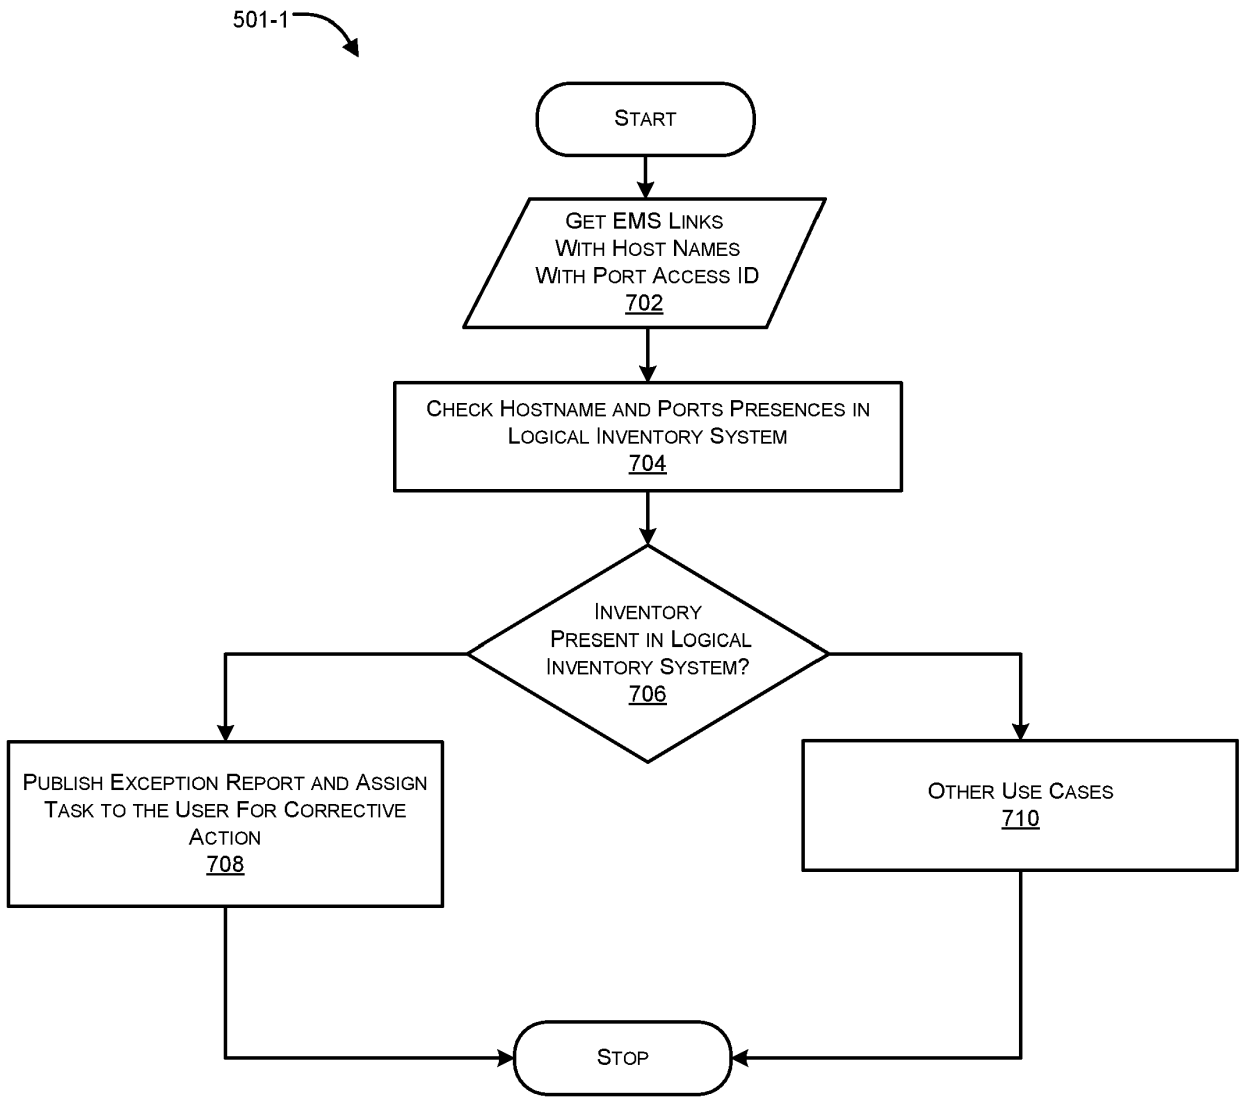 501-1
START
GET EMS LINKS
WITH HOST NAMES
WITH PORT ACCESS ID
702
CHECK HOSTNAME AND PORTS PRESENCES IN
LOGICAL INVENTORY SYSTEM
704
INVENTORY
PRESENT IN LOGICAL
INVENTORY SYSTEM?
706
PUBLISH EXCEPTION REPORT AND ASSIGN
TASK TO THE USER FOR CORRECTIVE
ACTION
708
OTHER USE CASES
710
STOP